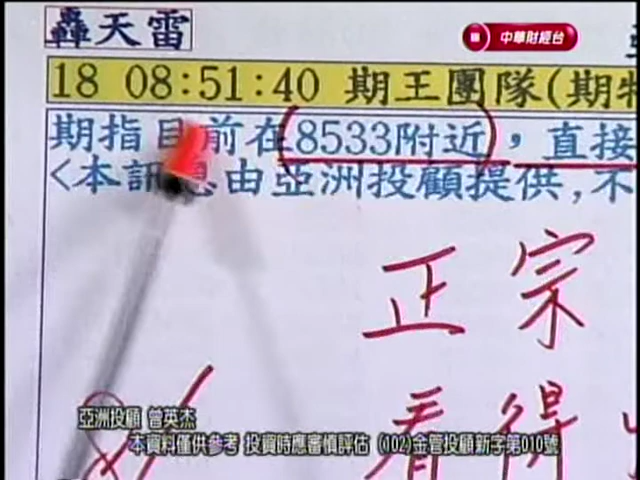 轟天雷
中華財經台
18 08:51:40 期王團隊(期特
期指目前在(8533附近),直接
<本訊息由亞洲投顧提供,不
正宗
看得
亞洲投顧 曾英杰
本資料僅供參考 投資時應審慎評估 (102)金管投顧新字第010號